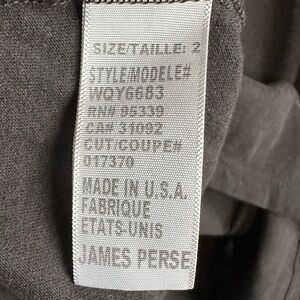 SIZE/TAILLE: 2
STYLE/MODELE#
WQY6683
RN# 95339
CA# 31092
CUT/COUPE#
017370
MADE IN U.S.A.
FABRIQUE
ETATS-UNIS
JAMES PERSE